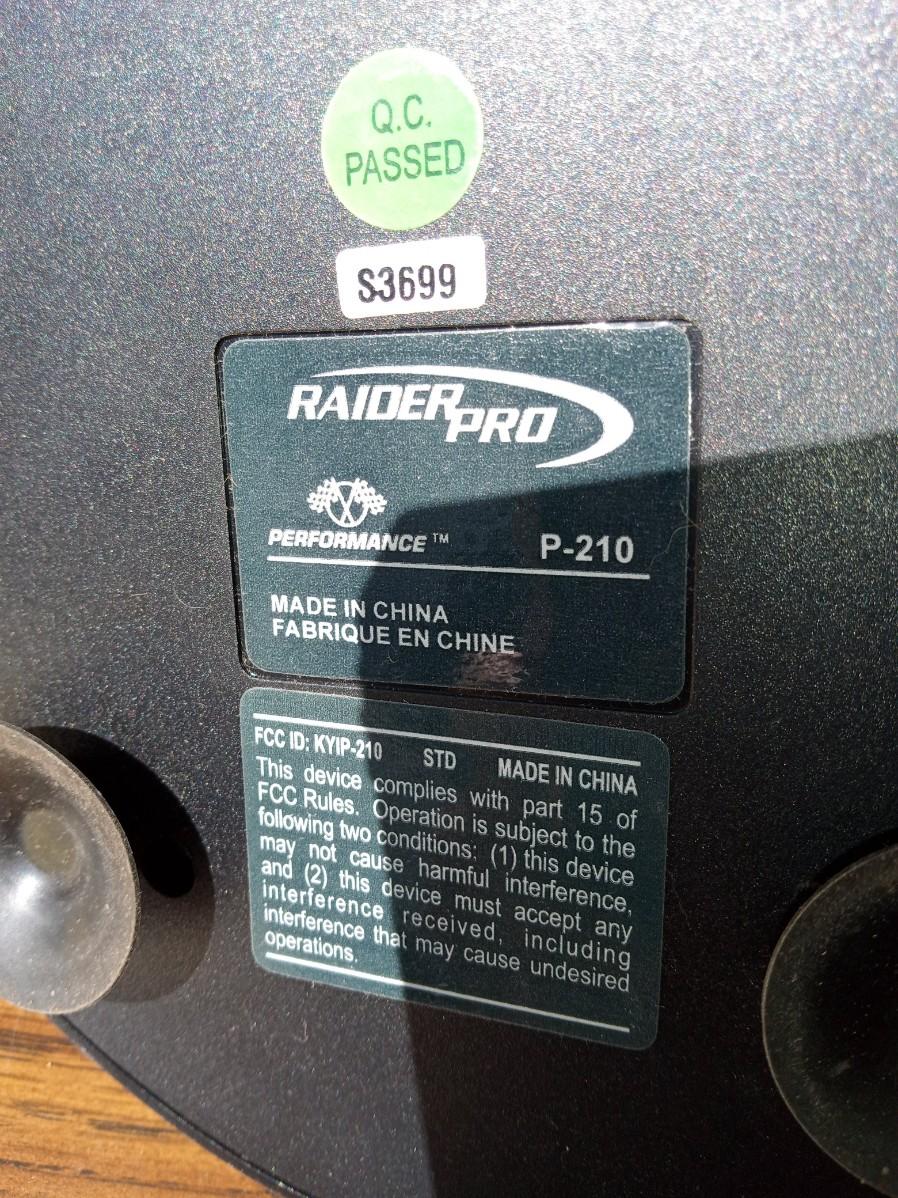 Q.C.
PASSED
S3699
RAIDER
PRO
PERFORMANCE™
P-210
MADE IN CHINA
FABRIQUE EN CHINE
FCC ID: KYIP-210 STD MADE IN CHINA
This device complies with part 15 of
FCC Rules. Operation is subject to the
following two conditions: (1) this device
may not cause harmful interference,
and (2) this device must accept any
interference received, including
interference that may cause undesired
operations.